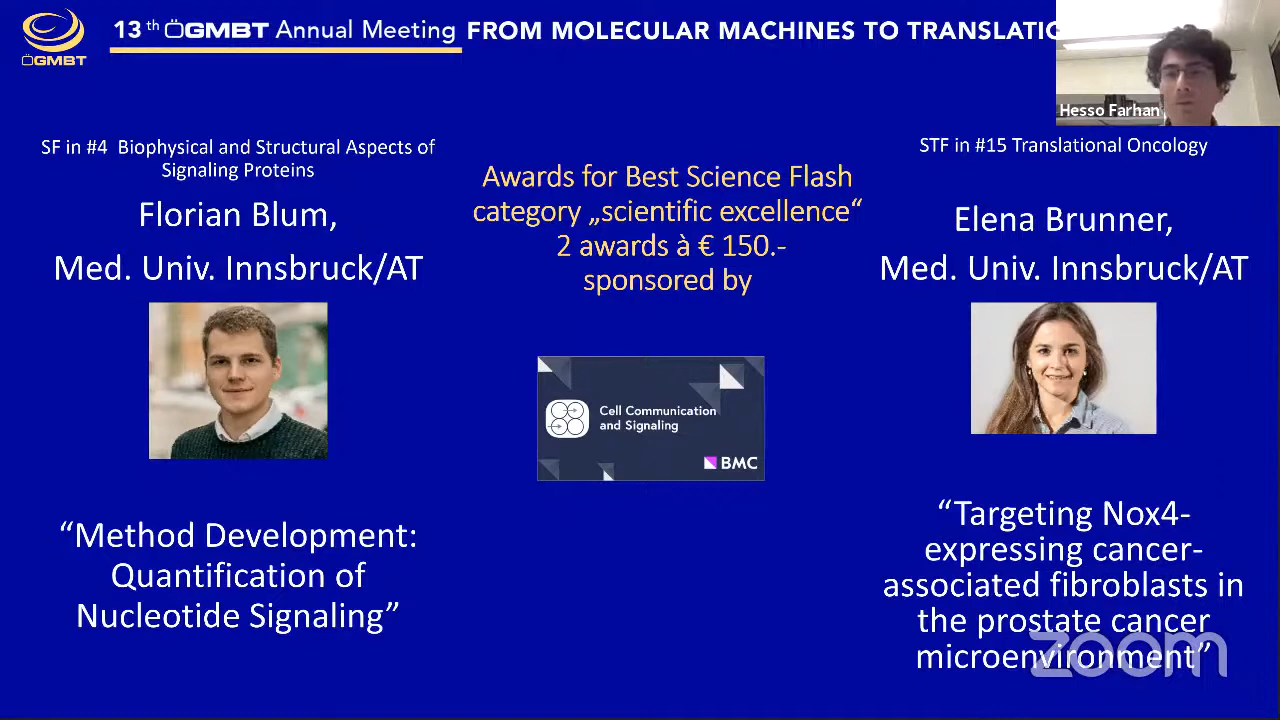 13 th ÖGMBT Annual Meeting FROM MOLECULAR MACHINES TO TRANSLATIO
ÖGMBT
Hesso Farhan
SF in #4 Biophysical and Structural Aspects of
Signaling Proteins
Florian Blum,
Med. Univ. Innsbruck/AT
“Method Development:
Quantification of
Nucleotide Signaling”
Awards for Best Science Flash
category „scientific excellence“
2 awards à € 150.-
sponsored by
Cell Communication
and Signaling
BMC
STF in #15 Translational Oncology
Elena Brunner,
Med. Univ. Innsbruck/AT
“Targeting Nox4-
expressing cancer-
associated fibroblasts in
the prostate cancer
microenvironment”
zoom